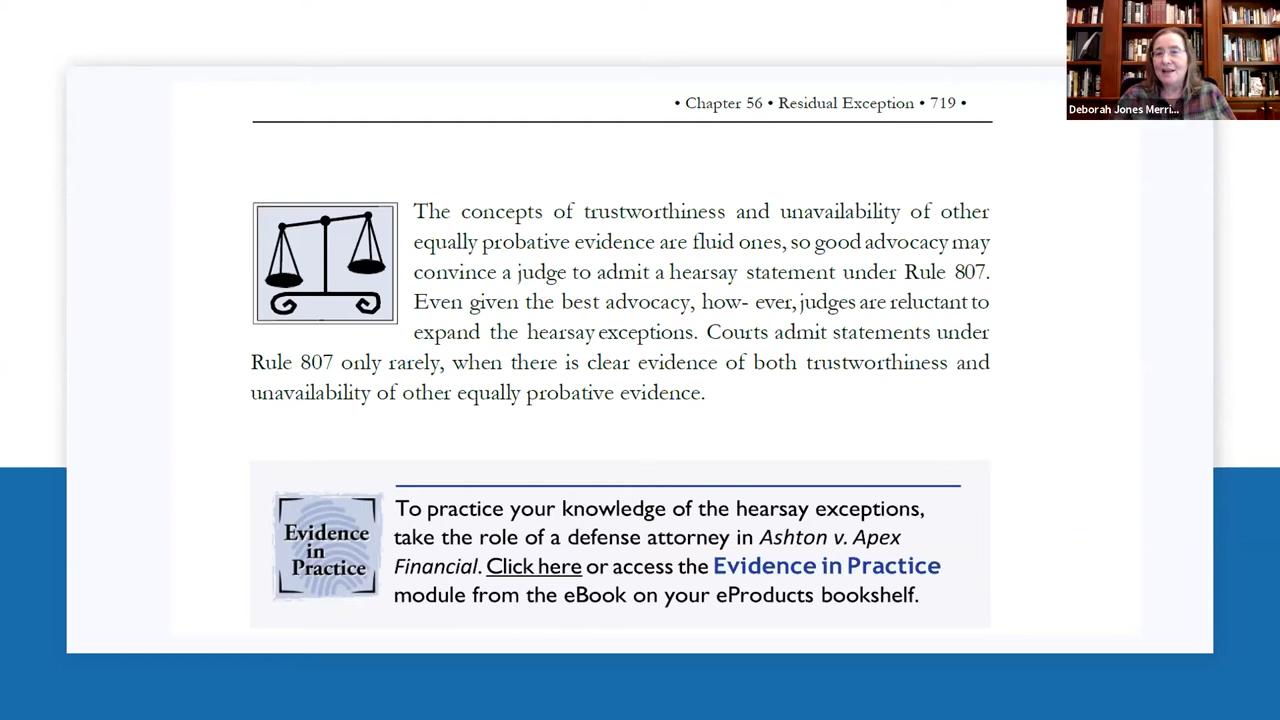 • Chapter 56 • Residual Exception • 719 •
Deborah Jones Merri...
The concepts of trustworthiness and unavailability of other
equally probative evidence are fluid ones, so good advocacy may
convince a judge to admit a hearsay statement under Rule 807.
Even given the best advocacy, how- ever, judges are reluctant to
expand the hearsay exceptions. Courts admit statements under
Rule 807 only rarely, when there is clear evidence of both trustworthiness and
unavailability of other equally probative evidence.
Evidence
in
Practice
To practice your knowledge of the hearsay exceptions,
take the role of a defense attorney in Ashton v. Apex
Financial. Click here or access the Evidence in Practice
module from the eBook on your eProducts bookshelf.